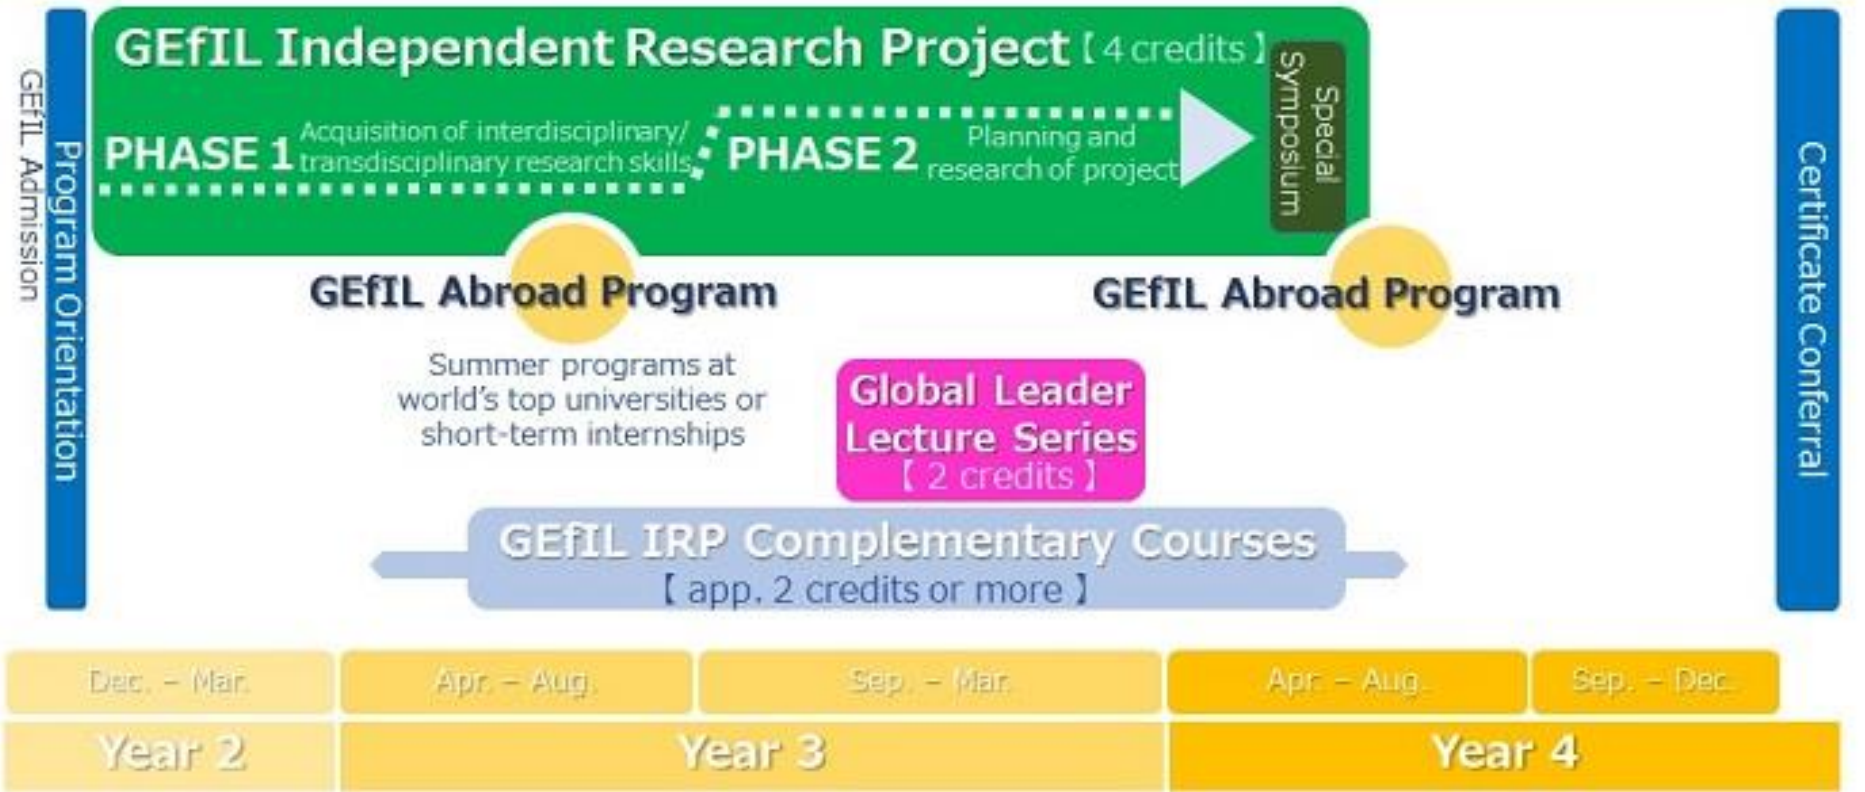 GEfIL Admission
Program Orientation
GEfIL Independent Research Project【 4 credits 】
PHASE 1
Acquisition of interdisciplinary/
transdisciplinary research skills
PHASE 2
Planning and
research of project
Special
Symposium
GEfIL Abroad Program
Summer programs at
world's top universities or
short-term internships
GEfIL Abroad Program
Global Leader
Lecture Series
【 2 credits 】
GEfIL IRP Complementary Courses
【 app. 2 credits or more 】
Certificate Conferral
Dec. – Mar.
Apr. – Aug.
Sep. – Mar.
Apr. – Aug.
Sep. – Dec.
Year 2
Year 3
Year 4